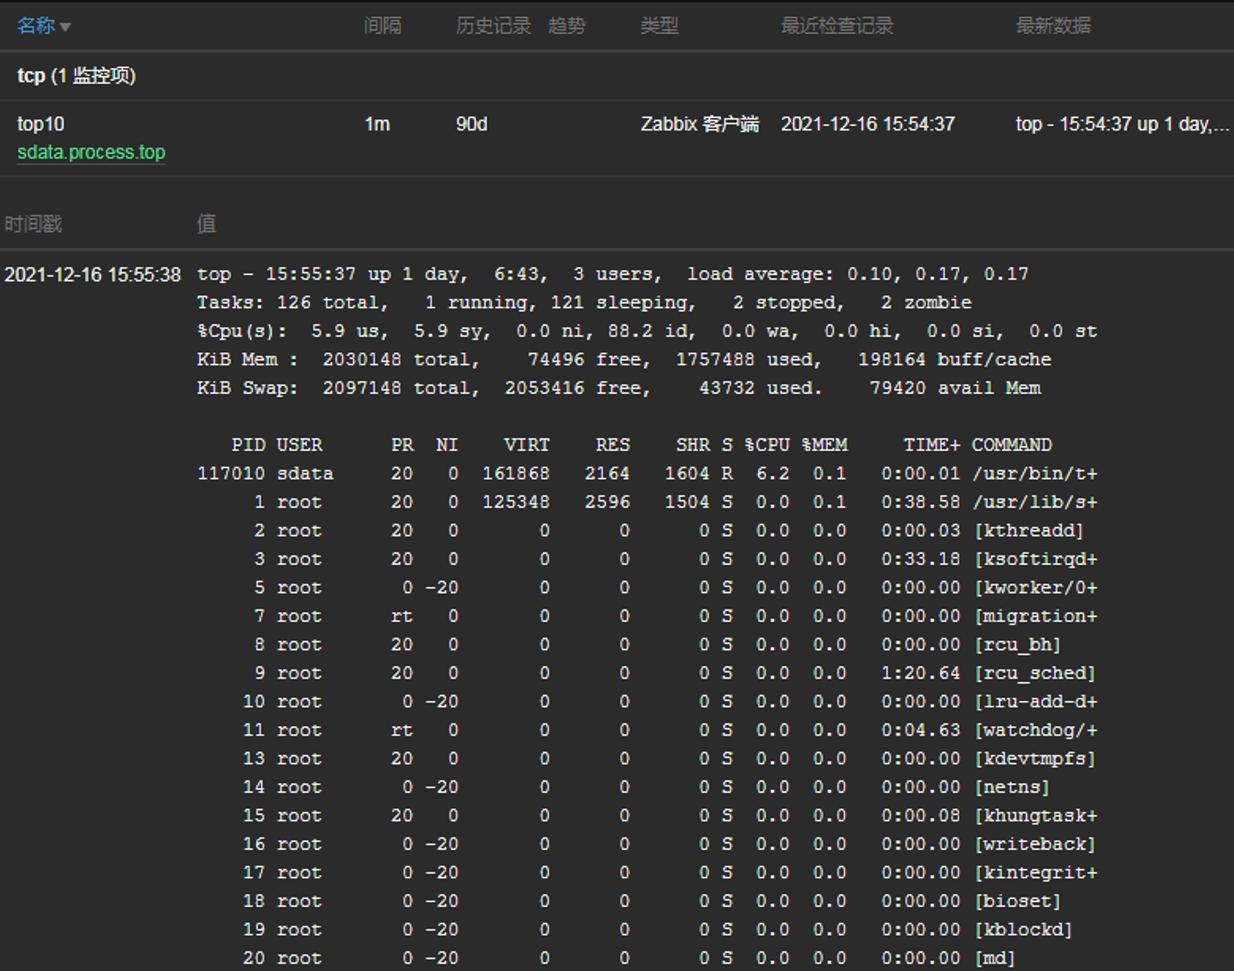 名称 间隔 历史记录 趋势 类型 最近检查记录 最新数据
tcp (1 监控项)
top10 1m 90d Zabbix 客户端 2021-12-16 15:54:37 top - 15:54:37 up 1 day,...
sdata.process.top
时间戳 值
2021-12-16 15:55:38 top - 15:55:37 up 1 day,  6:43,  3 users,  load average: 0.10, 0.17, 0.17
Tasks: 126 total,   1 running, 121 sleeping,   2 stopped,   2 zombie
%Cpu(s):  5.9 us,  5.9 sy,  0.0 ni, 88.2 id,  0.0 wa,  0.0 hi,  0.0 si,  0.0 st
KiB Mem :  2030148 total,    74496 free,  1757488 used,   198164 buff/cache
KiB Swap:  2097148 total,  2053416 free,    43732 used.    79420 avail Mem
PID USER PR NI VIRT RES SHR S %CPU %MEM TIME+ COMMAND
117010 sdata 20 0 161868 2164 1604 R 6.2 0.1 0:00.01 /usr/bin/t+
1 root 20 0 125348 2596 1504 S 0.0 0.1 0:38.58 /usr/lib/s+
2 root 20 0 0 0 0 S 0.0 0.0 0:00.03 [kthreadd]
3 root 20 0 0 0 0 S 0.0 0.0 0:33.18 [ksoftirqd+
5 root 0 -20 0 0 0 S 0.0 0.0 0:00.00 [kworker/0+
7 root rt 0 0 0 0 S 0.0 0.0 0:00.00 [migration+
8 root 20 0 0 0 0 S 0.0 0.0 0:00.00 [rcu_bh]
9 root 20 0 0 0 0 S 0.0 0.0 1:20.64 [rcu_sched]
10 root 0 -20 0 0 0 S 0.0 0.0 0:00.00 [lru-add-d+
11 root rt 0 0 0 0 S 0.0 0.0 0:04.63 [watchdog/+
13 root 20 0 0 0 0 S 0.0 0.0 0:00.00 [kdevtmpfs]
14 root 0 -20 0 0 0 S 0.0 0.0 0:00.00 [netns]
15 root 20 0 0 0 0 S 0.0 0.0 0:00.08 [khungtask+
16 root 0 -20 0 0 0 S 0.0 0.0 0:00.00 [writeback]
17 root 0 -20 0 0 0 S 0.0 0.0 0:00.00 [kintegrit+
18 root 0 -20 0 0 0 S 0.0 0.0 0:00.00 [bioset]
19 root 0 -20 0 0 0 S 0.0 0.0 0:00.00 [kblockd]
20 root 0 -20 0 0 0 S 0.0 0.0 0:00.00 [md]